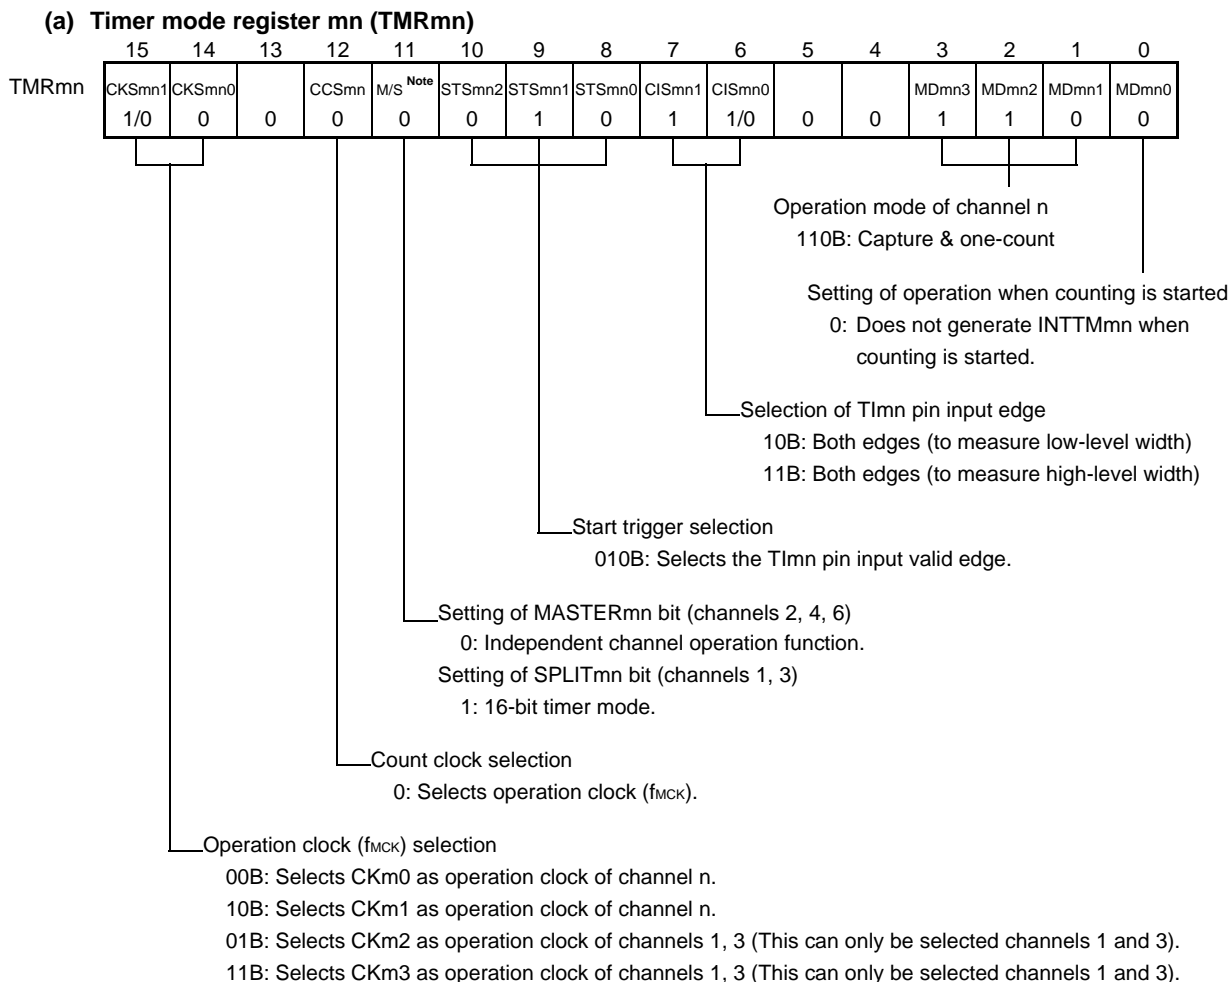 (a) Timer mode register mn (TMRmn)
15 14 13 12 11 10 9 8 7 6 5 4 3 2 1 0
TMRmn CKSmn1 CKSmn0 CCSmn M/S Note STSmn2 STSmn1 STSmn0 CISmn1 CISmn0 MDmn3 MDmn2 MDmn1 MDmn0
1/0 0 0 0 0 0 1 0 1 1/0 0 0 1 1 0 0
Operation mode of channel n
110B: Capture & one-count
Setting of operation when counting is started
0: Does not generate INTTMmn when
counting is started.
Selection of TImn pin input edge
10B: Both edges (to measure low-level width)
11B: Both edges (to measure high-level width)
Start trigger selection
010B: Selects the TImn pin input valid edge.
Setting of MASTERmn bit (channels 2, 4, 6)
0: Independent channel operation function.
Setting of SPLITmn bit (channels 1, 3)
1: 16-bit timer mode.
Count clock selection
0: Selects operation clock (fMCK).
Operation clock (fMCK) selection
00B: Selects CKm0 as operation clock of channel n.
10B: Selects CKm1 as operation clock of channel n.
01B: Selects CKm2 as operation clock of channels 1, 3 (This can only be selected channels 1 and 3).
11B: Selects CKm3 as operation clock of channels 1, 3 (This can only be selected channels 1 and 3).